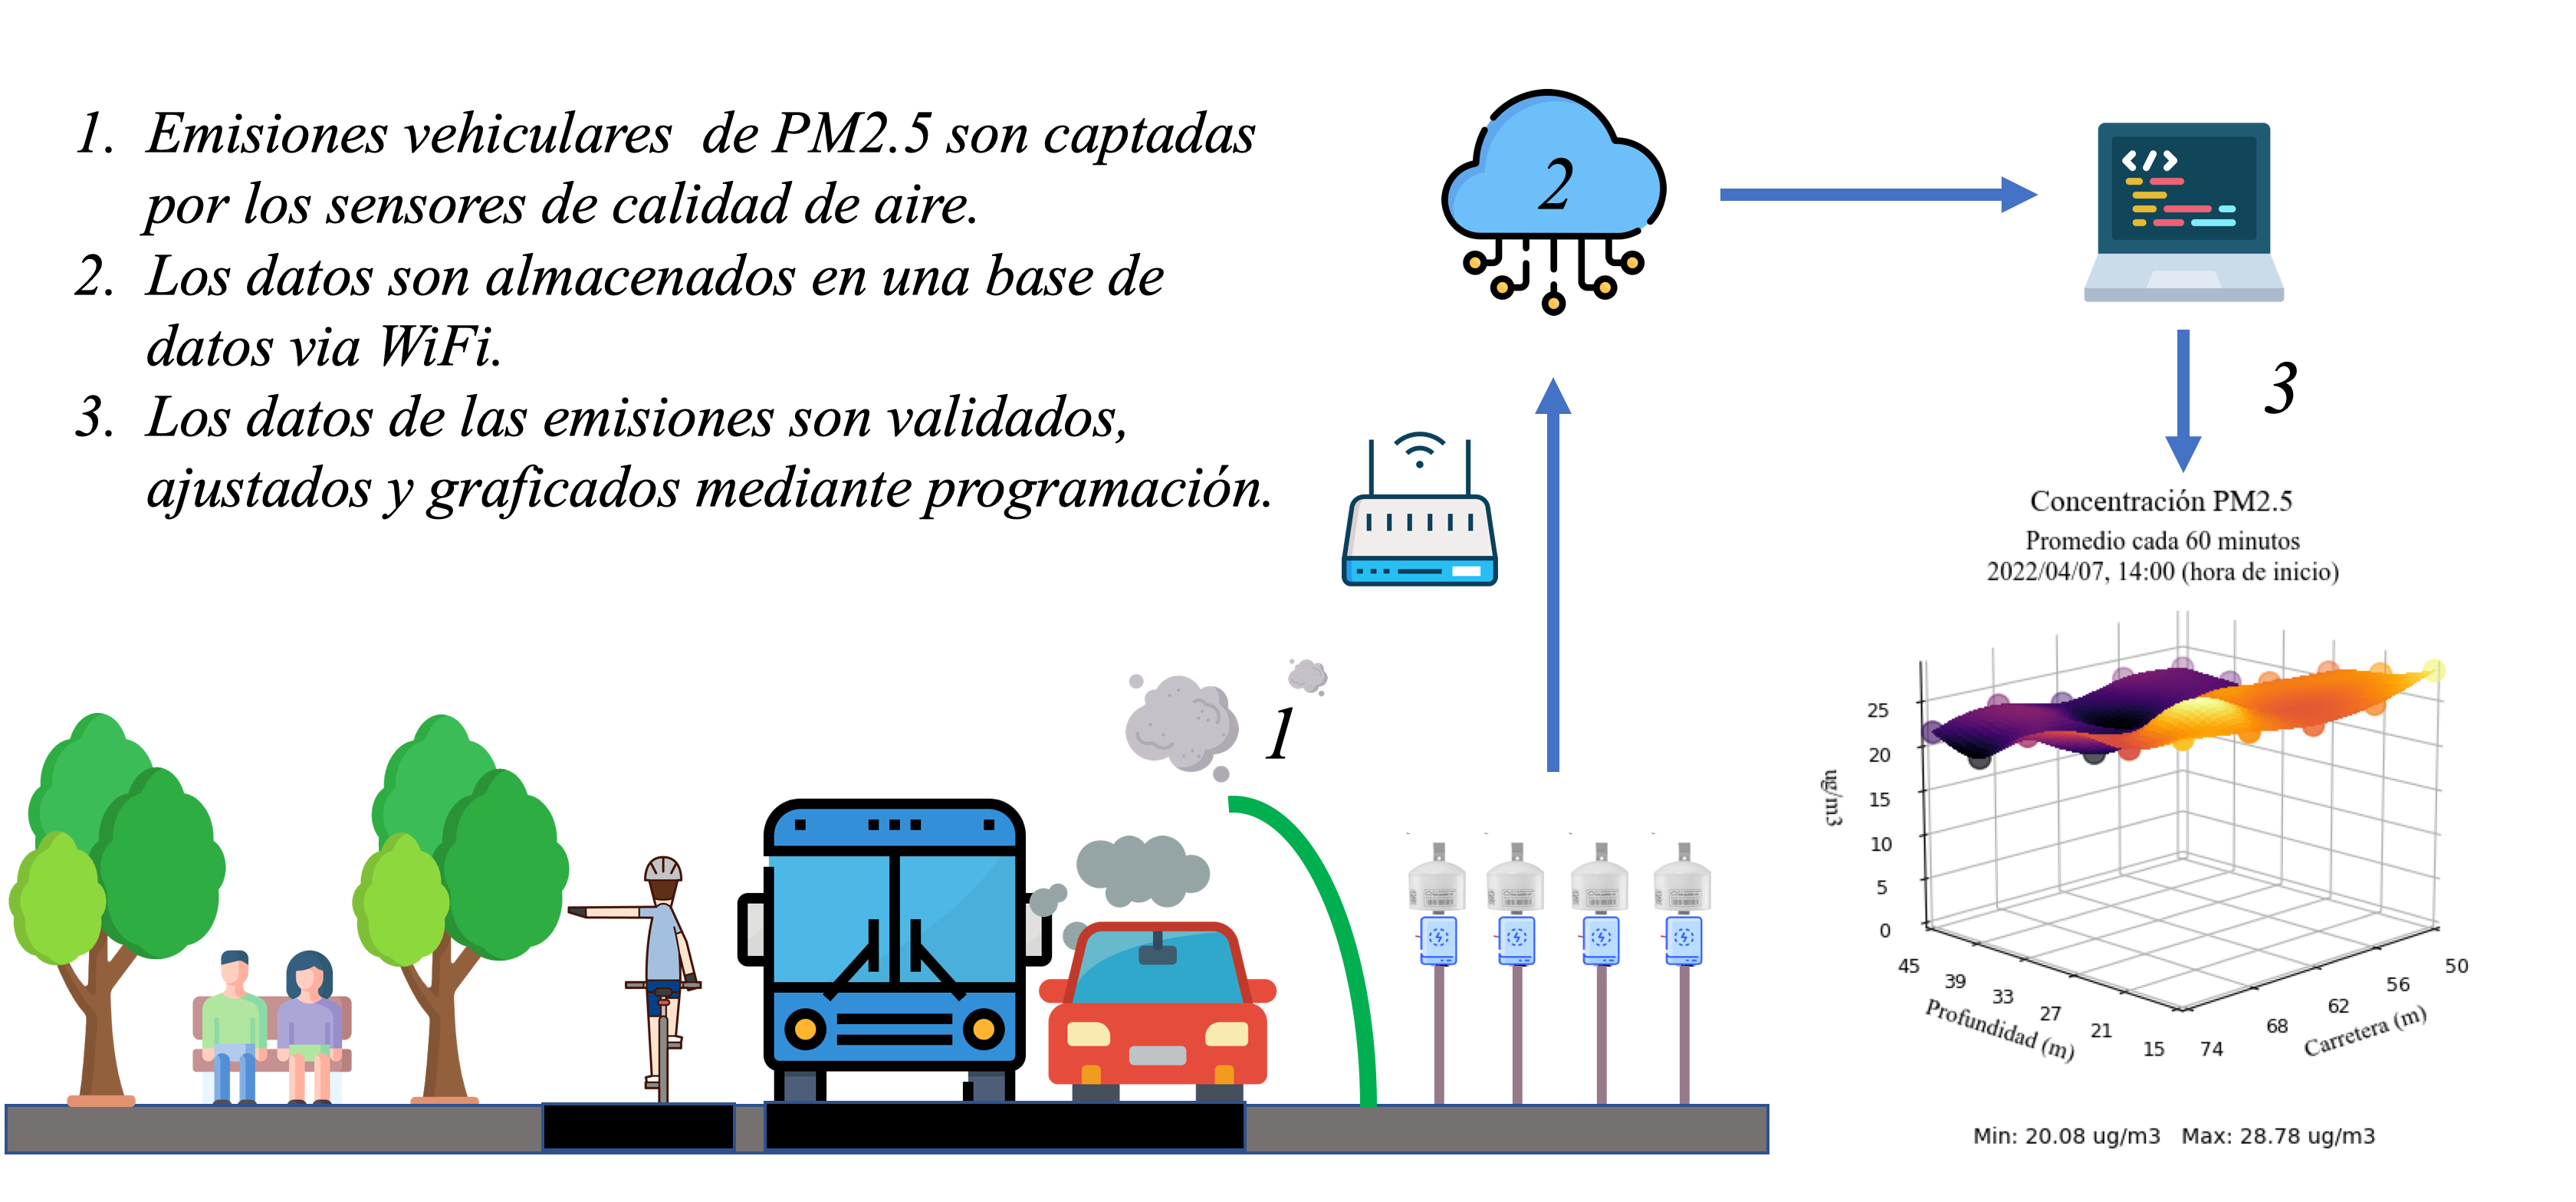 1. Emisiones vehiculares de PM2.5 son captadas
por los sensores de calidad de aire.
2. Los datos son almacenados en una base de
datos via WiFi.
3. Los datos de las emisiones son validados,
ajustados y graficados mediante programación.
2
</>
3
1
Concentración PM2.5
Promedio cada 60 minutos
2022/04/07, 14:00 (hora de inicio)
25
20
15
10
5
0
ug/m3
45
39
33
27
21
15
Profundidad (m)
74
68
62
56
50
Carretera (m)
Min: 20.08 ug/m3 Max: 28.78 ug/m3